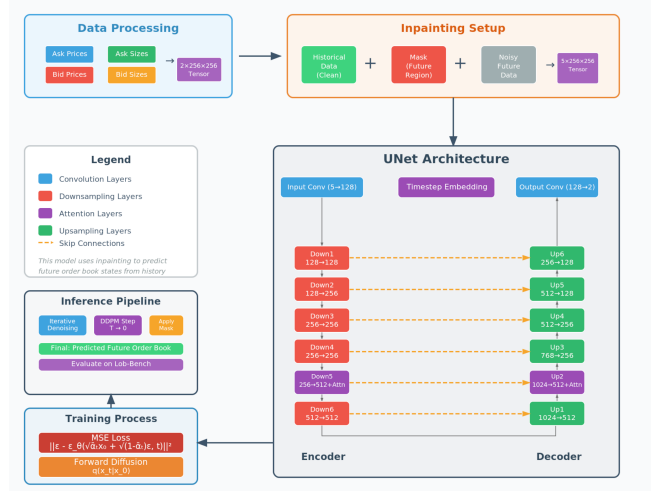 Data Processing
Ask Prices
Ask Sizes
Bid Prices
Bid Sizes
→
2×256×256
Tensor
Inpainting Setup
Historical
Data
(Clean)
+
Mask
(Future
Region)
+
Noisy
Future
Data
→
5×256×256
Tensor
Legend
Convolution Layers
Downsampling Layers
Attention Layers
Upsampling Layers
Skip Connections
This model uses inpainting to predict
future order book states from history
UNet Architecture
Input Conv (5→128)
Timestep Embedding
Output Conv (128→2)
Down1
128→128
Down2
128→256
Down3
256→256
Down4
256→256
Down5
256→512+Attn
Down6
512→512
Up6
256→128
Up5
512→128
Up4
512→256
Up3
768→256
Up2
1024→512+Attn
Up1
1024→512
Encoder
Decoder
Inference Pipeline
Iterative
Denoising
DDPM Step
T → 0
Apply
Mask
Final: Predicted Future Order Book
Evaluate on Lob-Bench
Training Process
MSE Loss
||ε - ε_θ(√ᾱₜx₀ + √(1-ᾱₜ)ε, t)||²
Forward Diffusion
q(x_t|x_0)